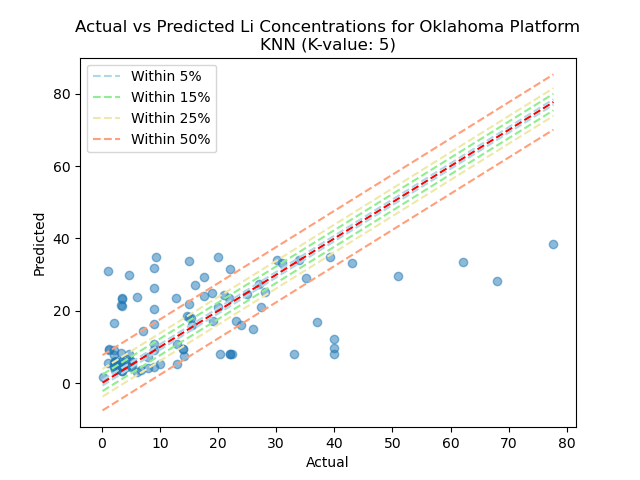 Actual vs Predicted Li Concentrations for Oklahoma Platform
KNN (K-value: 5)
Within 5%
Within 15%
Within 25%
Within 50%
Predicted
80
60
40
20
0
0 10 20 30 40 50 60 70 80
Actual